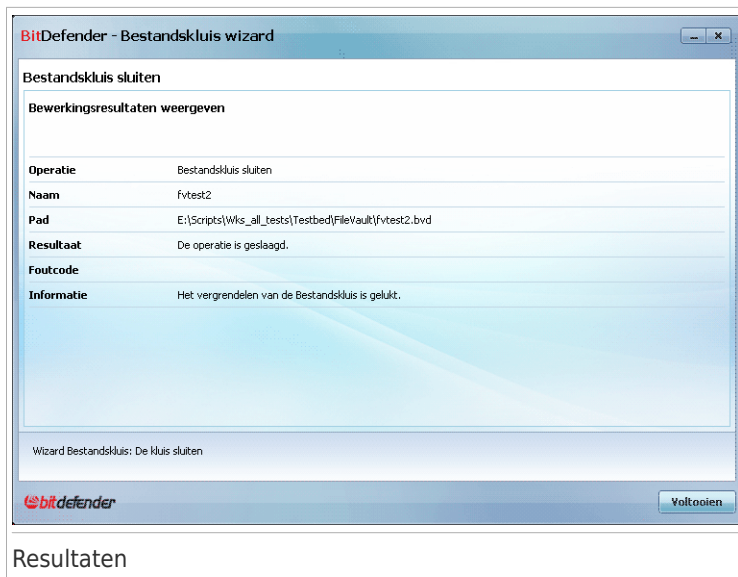 BitDefender - Bestandskluis wizard
Bestandskluis sluiten
Bewerkingsresultaten weergeven
Operatie Bestandskluis sluiten
Naam fvtest2
Pad E:\Scripts\Wks_all_tests\Testbed\FileVault\fvtest2.bvd
Resultaat De operatie is geslaagd.
Foutcode
Informatie Het vergrendelen van de Bestandskluis is gelukt.
Wizard Bestandskluis: De kluis sluiten
bitdefender
Voltooien
Resultaten